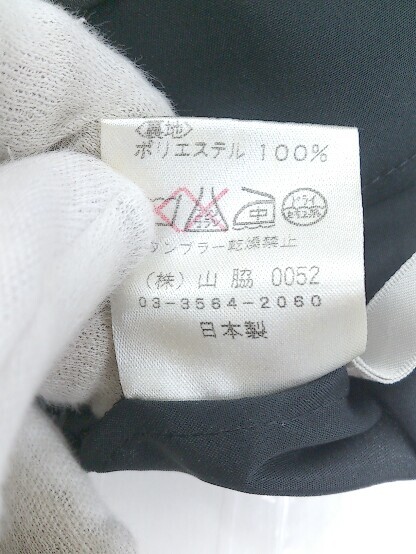 〈裏地〉
ポリエステル 100%
中
ドライ
タンブラー乾燥禁止
(株) 山 脇 0052
03-3564-2060
日本製